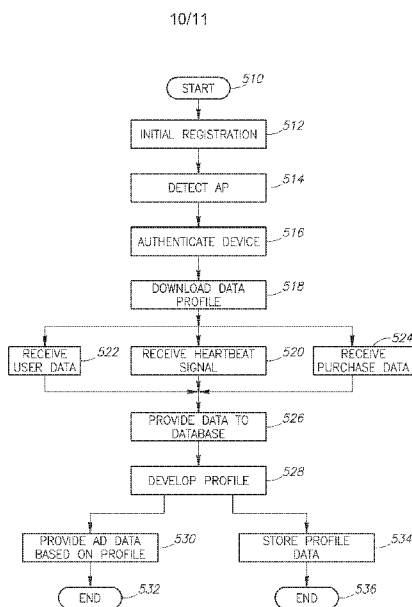 10/11
START
510
INITIAL REGISTRATION
512
DETECT AP
514
AUTHENTICATE DEVICE
516
DOWNLOAD DATA
PROFILE
518
RECEIVE
USER DATA
522
RECEIVE HEARTBEAT
SIGNAL
520
RECEIVE
PURCHASE DATA
524
PROVIDE DATA TO
DATABASE
526
DEVELOP PROFILE
528
PROVIDE AD DATA
BASED ON PROFILE
530
STORE PROFILE
DATA
534
END
532
END
536